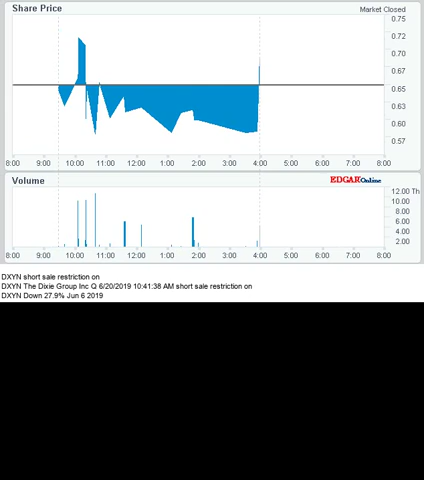 Share Price Market Closed
0.75
0.72
0.70
0.67
0.65
0.63
0.60
0.57
8:00 9:00 10:00 11:00 12:00 1:00 2:00 3:00 4:00 5:00 6:00 7:00 8:00
Volume EDGAR Online
12.00 Th
10.00
8.00
6.00
4.00
2.00
8:00 9:00 10:00 11:00 12:00 1:00 2:00 3:00 4:00 5:00 6:00 7:00 8:00
DXYN short sale restriction on
DXYN The Dixie Group Inc Q 6/20/2019 10:41:38 AM short sale restriction on
DXYN Down 27.9% Jun 6 2019